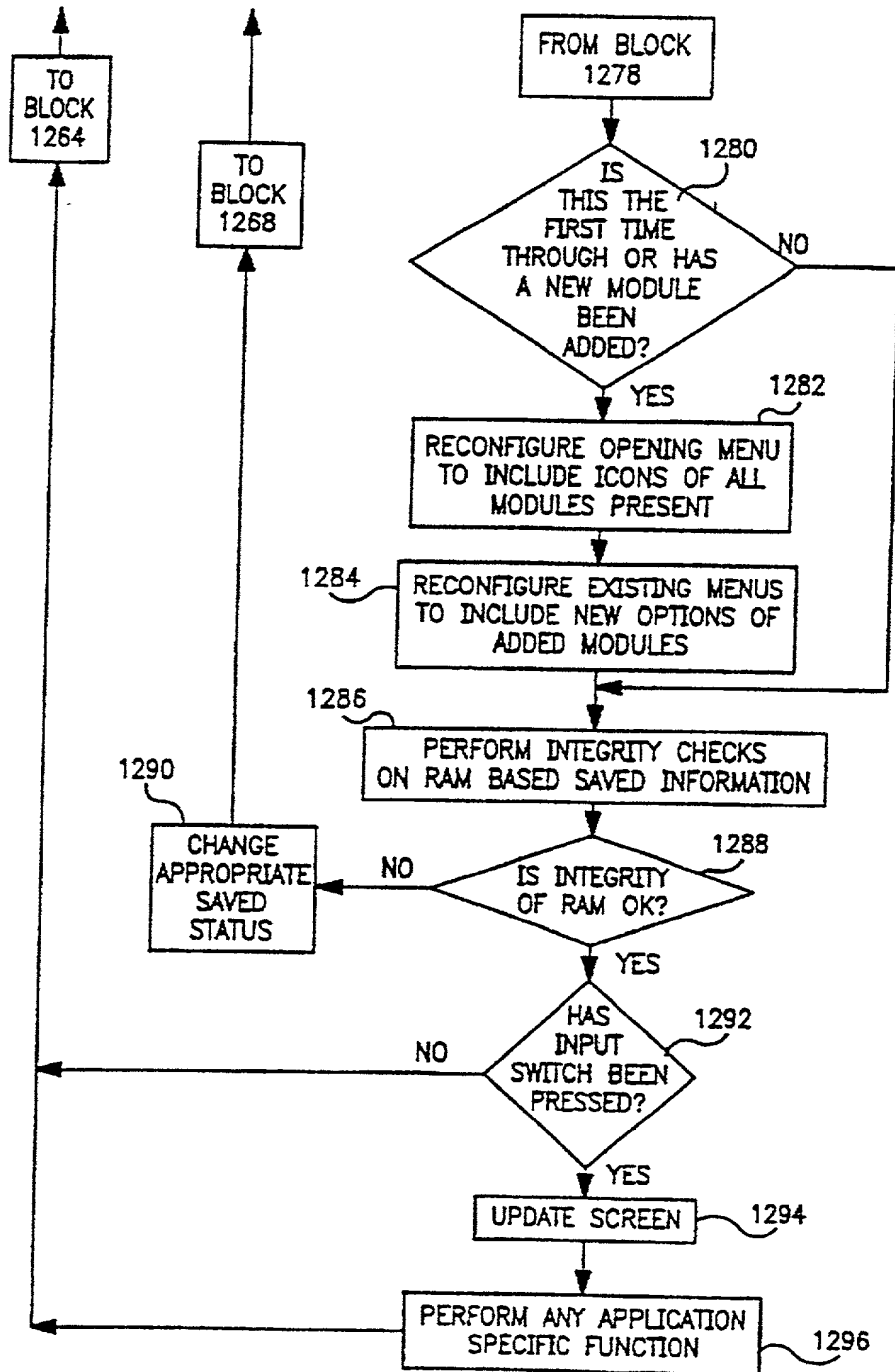 TO
BLOCK
1264
TO
BLOCK
1268
FROM BLOCK
1278
1280
IS
THIS THE
FIRST TIME
THROUGH OR HAS
A NEW MODULE
BEEN
ADDED?
NO
YES
1282
RECONFIGURE OPENING MENU
TO INCLUDE ICONS OF ALL
MODULES PRESENT
1284
RECONFIGURE EXISTING MENUS
TO INCLUDE NEW OPTIONS OF
ADDED MODULES
1286
PERFORM INTEGRITY CHECKS
ON RAM BASED SAVED INFORMATION
1290
CHANGE
APPROPRIATE
SAVED
STATUS
NO
1288
IS INTEGRITY
OF RAM OK?
YES
1292
HAS
INPUT
SWITCH BEEN
PRESSED?
NO
YES
UPDATE SCREEN
1294
PERFORM ANY APPLICATION
SPECIFIC FUNCTION
1296